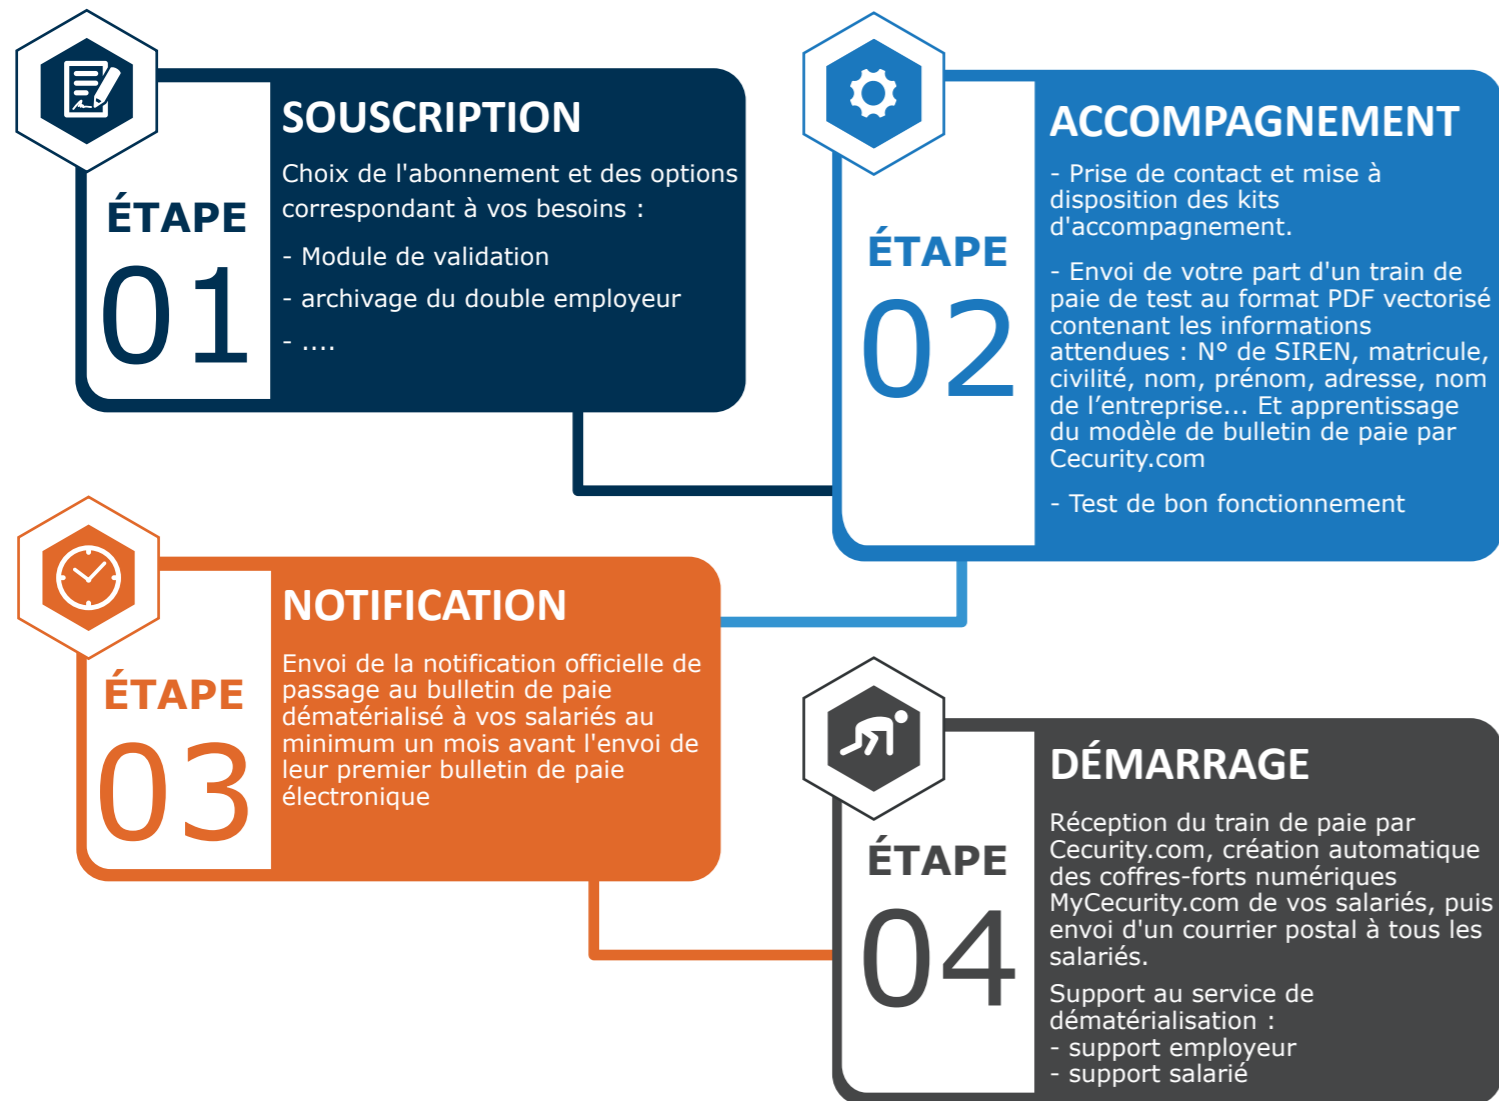 ÉTAPE
01
SOUSCRIPTION
Choix de l'abonnement et des options
correspondant à vos besoins :
- Module de validation
- archivage du double employeur
- ....
ÉTAPE
02
ACCOMPAGNEMENT
- Prise de contact et mise à
disposition des kits
d'accompagnement.
- Envoi de votre part d'un train de
paie de test au format PDF vectorisé
contenant les informations
attendues : N° de SIREN, matricule,
civilité, nom, prénom, adresse, nom
de l’entreprise... Et apprentissage
du modèle de bulletin de paie par
Cecurity.com
- Test de bon fonctionnement
ÉTAPE
03
NOTIFICATION
Envoi de la notification officielle de
passage au bulletin de paie
dématérialisé à vos salariés au
minimum un mois avant l'envoi de
leur premier bulletin de paie
électronique
ÉTAPE
04
DÉMARRAGE
Réception du train de paie par
Cecurity.com, création automatique
des coffres-forts numériques
MyCecurity.com de vos salariés, puis
envoi d'un courrier postal à tous les
salariés.
Support au service de
dématérialisation :
- support employeur
- support salarié